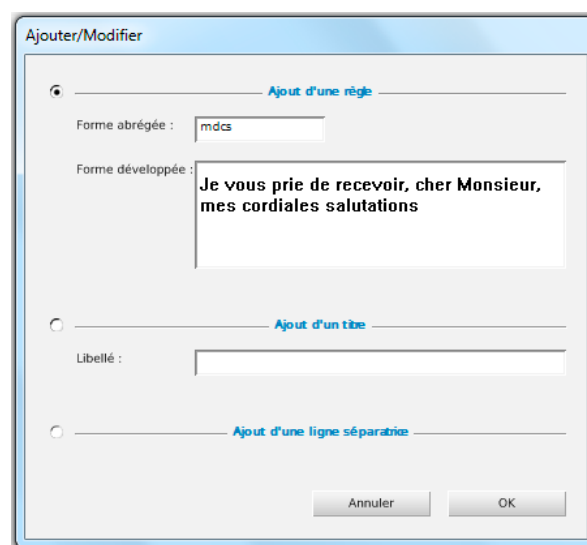 Ajouter/Modifier
Ajout d'une règle
Forme abrégée : mdcs
Forme développée : Je vous prie de recevoir, cher Monsieur,
mes cordiales salutations
Ajout d'un titre
Libellé :
Ajout d'une ligne séparatrice
Annuler OK